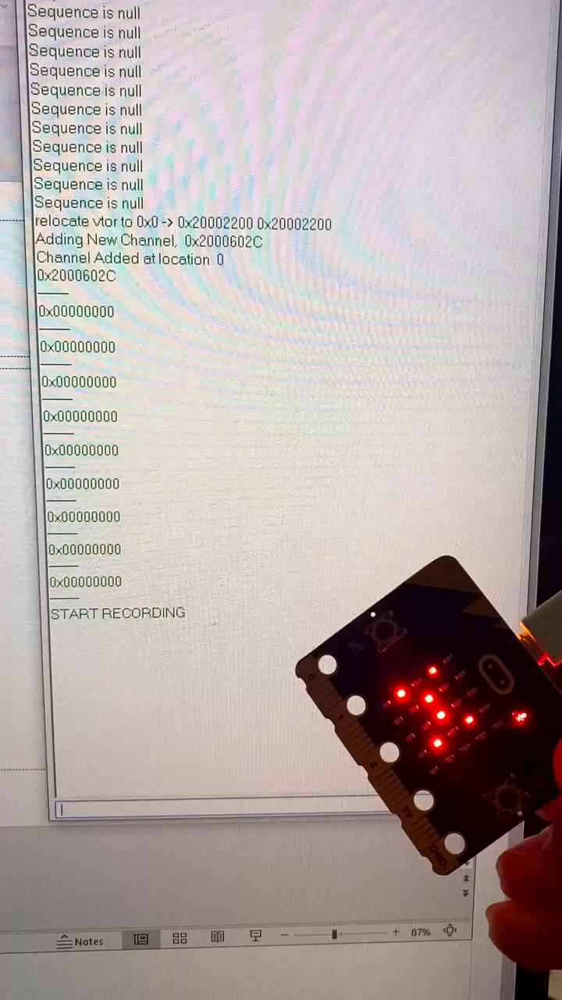 Sequence is null
Sequence is null
Sequence is null
Sequence is null
Sequence is null
Sequence is null
Sequence is null
Sequence is null
Sequence is null
Sequence is null
Sequence is null
relocate vtor to 0x0 -> 0x20002200 0x20002200
Adding New Channel, 0x2000602C
Channel Added at location 0
0x2000602C
0x00000000
0x00000000
0x00000000
0x00000000
0x00000000
0x00000000
0x00000000
0x00000000
0x00000000
START RECORDING
0
1
2
3V
GND
Notes
87%